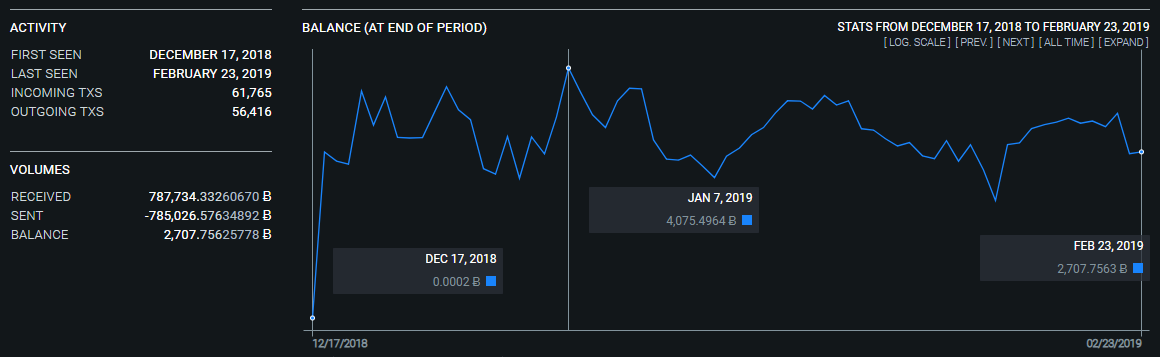 ACTIVITY
FIRST SEEN DECEMBER 17, 2018
LAST SEEN FEBRUARY 23, 2019
INCOMING TXS 61,765
OUTGOING TXS 56,416
VOLUMES
RECEIVED 787,734.33260670 Ƀ
SENT -785,026.57634892 Ƀ
BALANCE 2,707.75625778 Ƀ
BALANCE (AT END OF PERIOD)
STATS FROM DECEMBER 17, 2018 TO FEBRUARY 23, 2019
[ LOG. SCALE ] [ PREV. ] [ NEXT ] [ ALL TIME ] [ EXPAND ]
JAN 7, 2019
4,075.4964 Ƀ
FEB 23, 2019
2,707.7563 Ƀ
DEC 17, 2018
0.0002 Ƀ
12/17/2018 02/23/2019